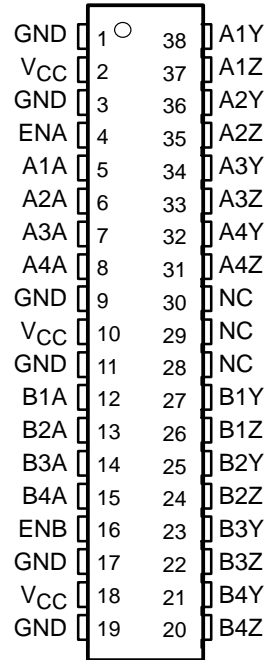 GND 1 38 A1Y
VCC 2 37 A1Z
GND 3 36 A2Y
ENA 4 35 A2Z
A1A 5 34 A3Y
A2A 6 33 A3Z
A3A 7 32 A4Y
A4A 8 31 A4Z
GND 9 30 NC
VCC 10 29 NC
GND 11 28 NC
B1A 12 27 B1Y
B2A 13 26 B1Z
B3A 14 25 B2Y
B4A 15 24 B2Z
ENB 16 23 B3Y
GND 17 22 B3Z
VCC 18 21 B4Y
GND 19 20 B4Z